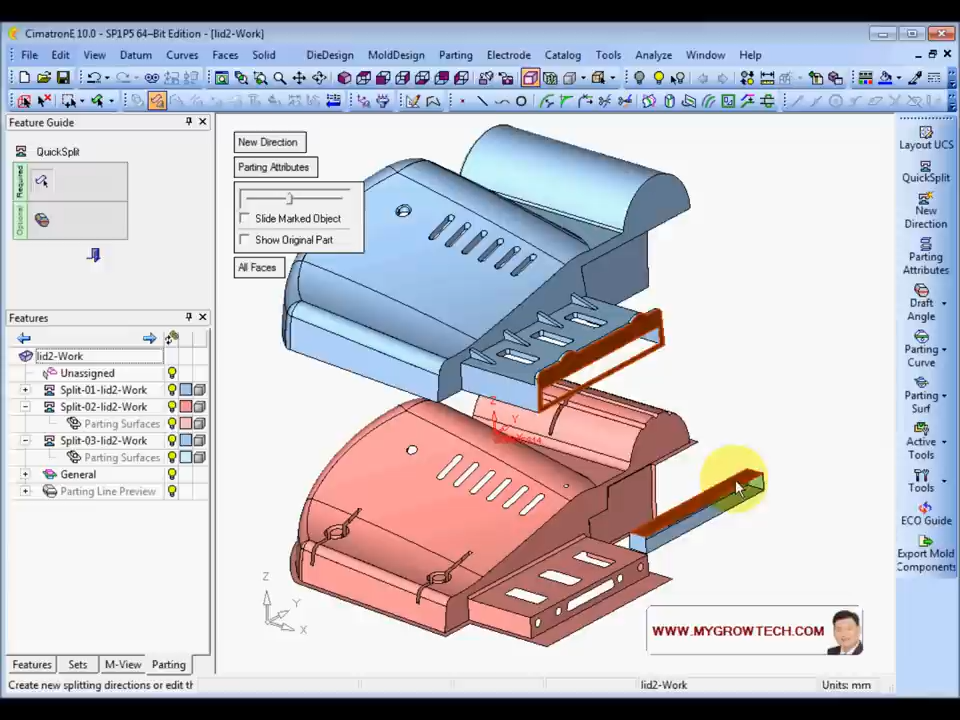 CimatronE 10.0 - SP1P5 64-Bit Edition - [lid2-Work]
File Edit View Datum Curves Faces Solid DieDesign MoldDesign Parting Electrode Catalog Tools Analyze Window Help
Feature Guide
QuickSplit
Required
Optional
Features
lid2-Work
Unassigned
Split-01-lid2-Work
Split-02-lid2-Work
Parting Surfaces
Split-03-lid2-Work
Parting Surfaces
General
Parting Line Preview
Features Sets M-View Parting
New Direction
Parting Attributes
Slide Marked Object
Show Original Part
All Faces
Z
Y
Z
Y
X
WWW.MYGROWTECH.COM
Layout UCS
QuickSplit
New
Direction
Parting
Attributes
Draft
Angle
Parting
Curve
Parting
Surf
Active
Tools
Tools
ECO Guide
Export Mold
Components
Create new splitting directions or edit th
lid2-Work
Units: mm